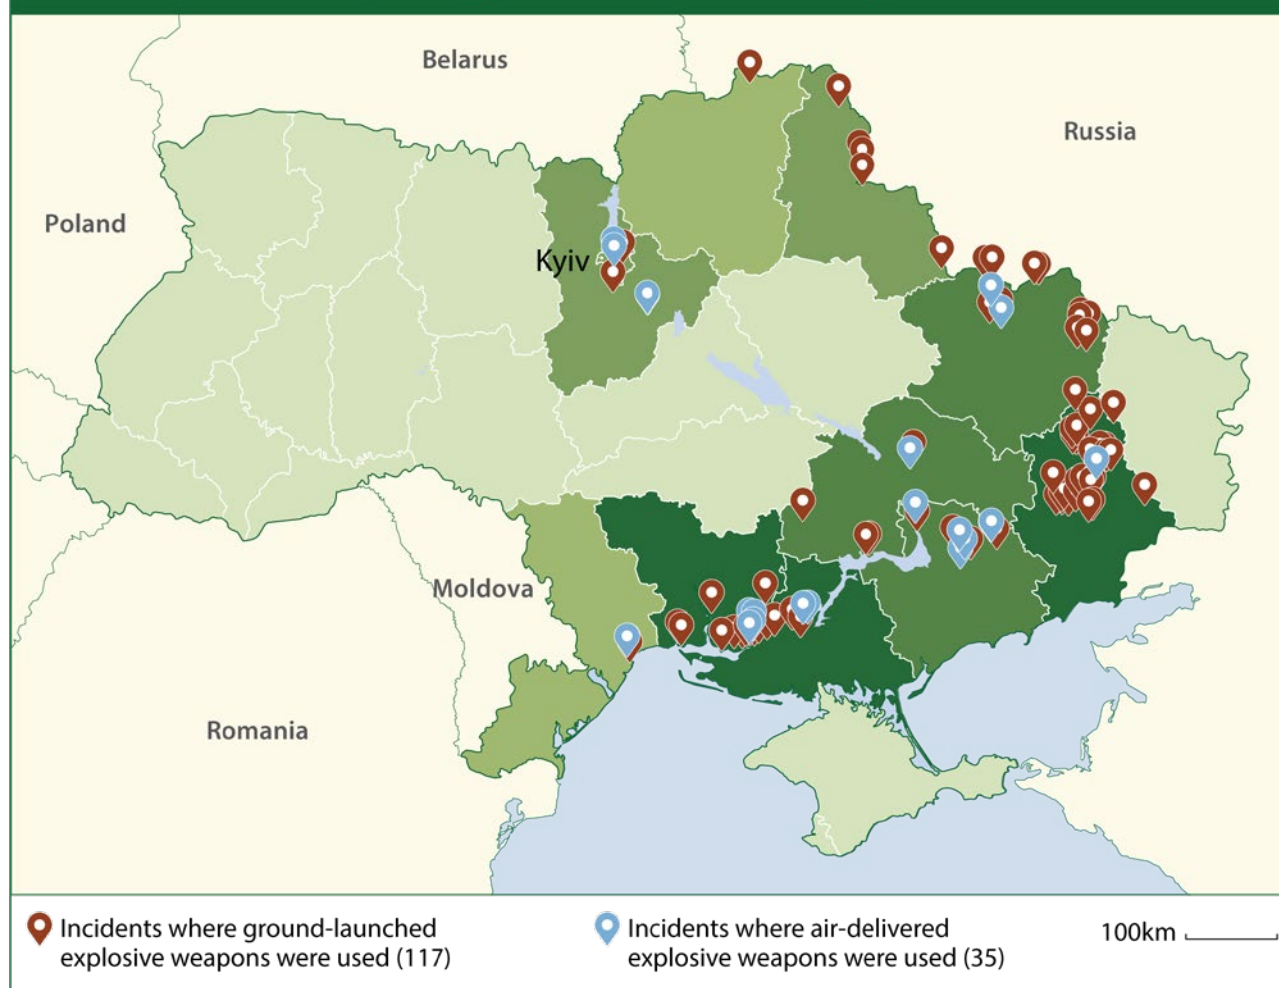 Belarus
Russia
Poland
Kyiv
Moldova
Romania
Incidents where ground-launched
explosive weapons were used (117)
Incidents where air-delivered
explosive weapons were used (35)
100km